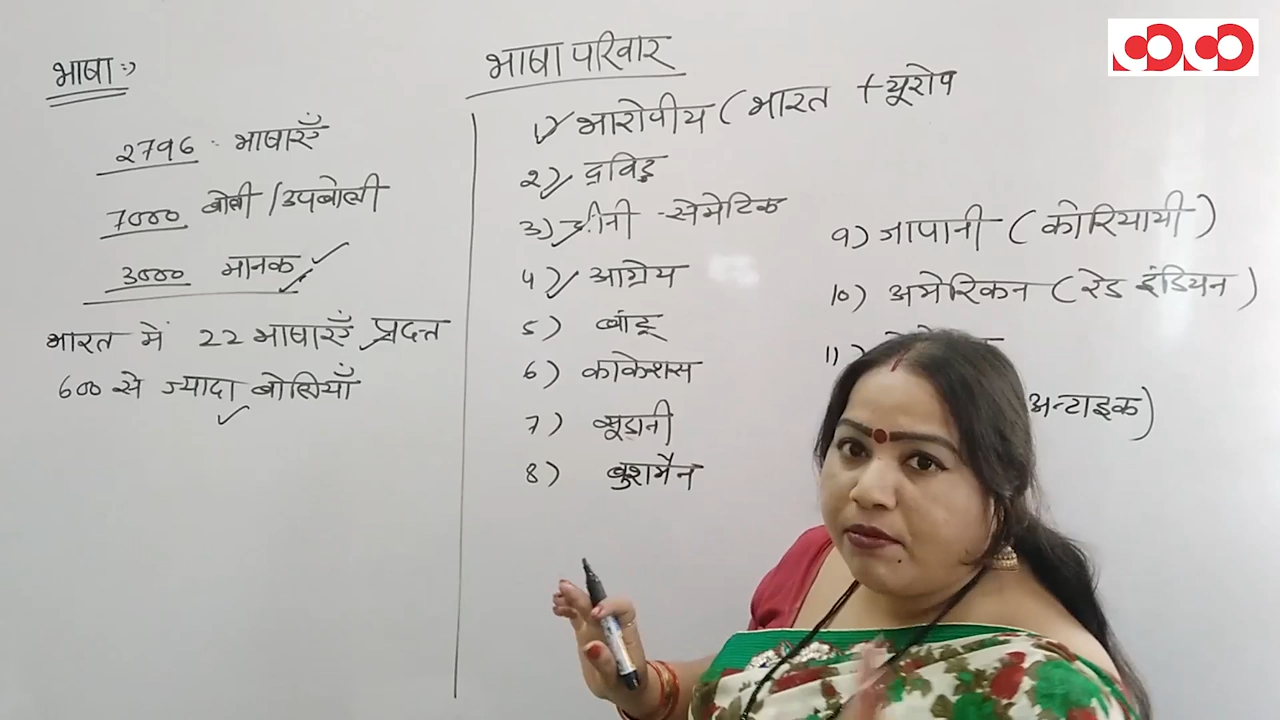 भाषा :-
2796 भाषाएँ
7000 बोली / उपबोली
3000 मानक
भारत में 22 भाषाएँ प्रदत्त
600 से ज्यादा बोलियाँ
भाषा परिवार
1) भारोपीय ( भारत + यूरोप
2) द्रविड़
3) चीनी - सेमेटिक
4) आग्नेय
5) बांटू
6) काकेशस
7) सूडानी
8) बुशमैन
9) जापानी ( कोरियायी )
10) अमेरिकन ( रेड इंडियन )
11)
अन्टाइक)